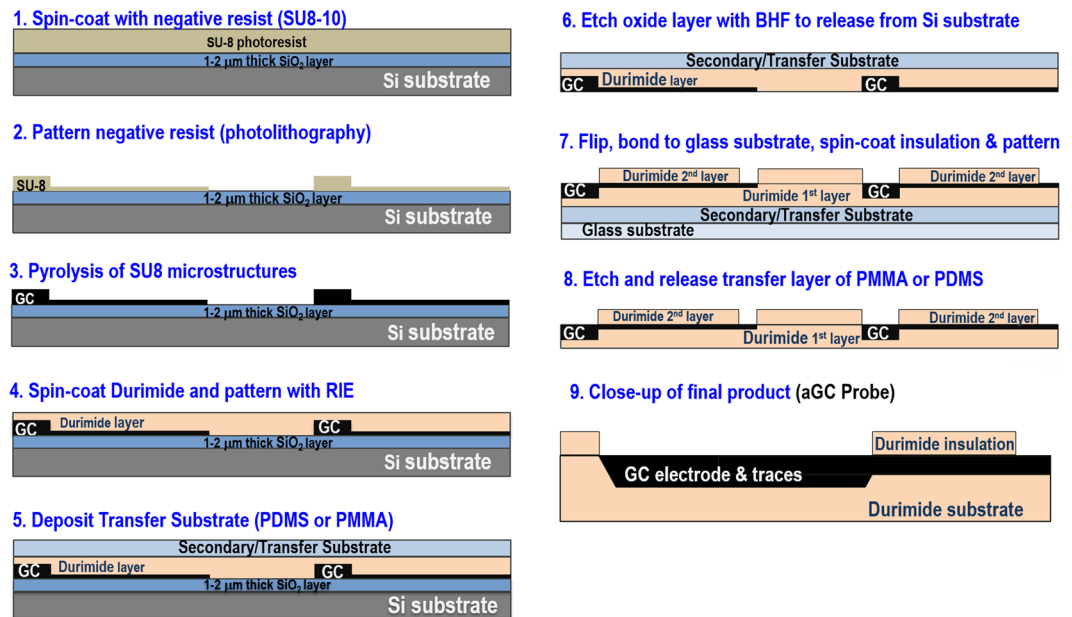 1. Spin-coat with negative resist (SU8-10)
SU-8 photoresist
1-2 μm thick SiO2 layer
Si substrate
2. Pattern negative resist (photolithography)
SU-8
1-2 μm thick SiO2 layer
Si substrate
3. Pyrolysis of SU8 microstructures
GC
1-2 μm thick SiO2 layer
Si substrate
4. Spin-coat Durimide and pattern with RIE
GC Durimide layer GC
1-2 μm thick SiO2 layer
Si substrate
5. Deposit Transfer Substrate (PDMS or PMMA)
Secondary/Transfer Substrate
GC Durimide layer GC
1-2 μm thick SiO2 layer
Si substrate
6. Etch oxide layer with BHF to release from Si substrate
Secondary/Transfer Substrate
GC Durimide layer GC
7. Flip, bond to glass substrate, spin-coat insulation & pattern
Durimide 2nd layer Durimide 2nd layer
GC Durimide 1st layer GC
Secondary/Transfer Substrate
Glass substrate
8. Etch and release transfer layer of PMMA or PDMS
Durimide 2nd layer Durimide 2nd layer
GC Durimide 1st layer GC
9. Close-up of final product (aGC Probe)
Durimide insulation
GC electrode & traces
Durimide substrate